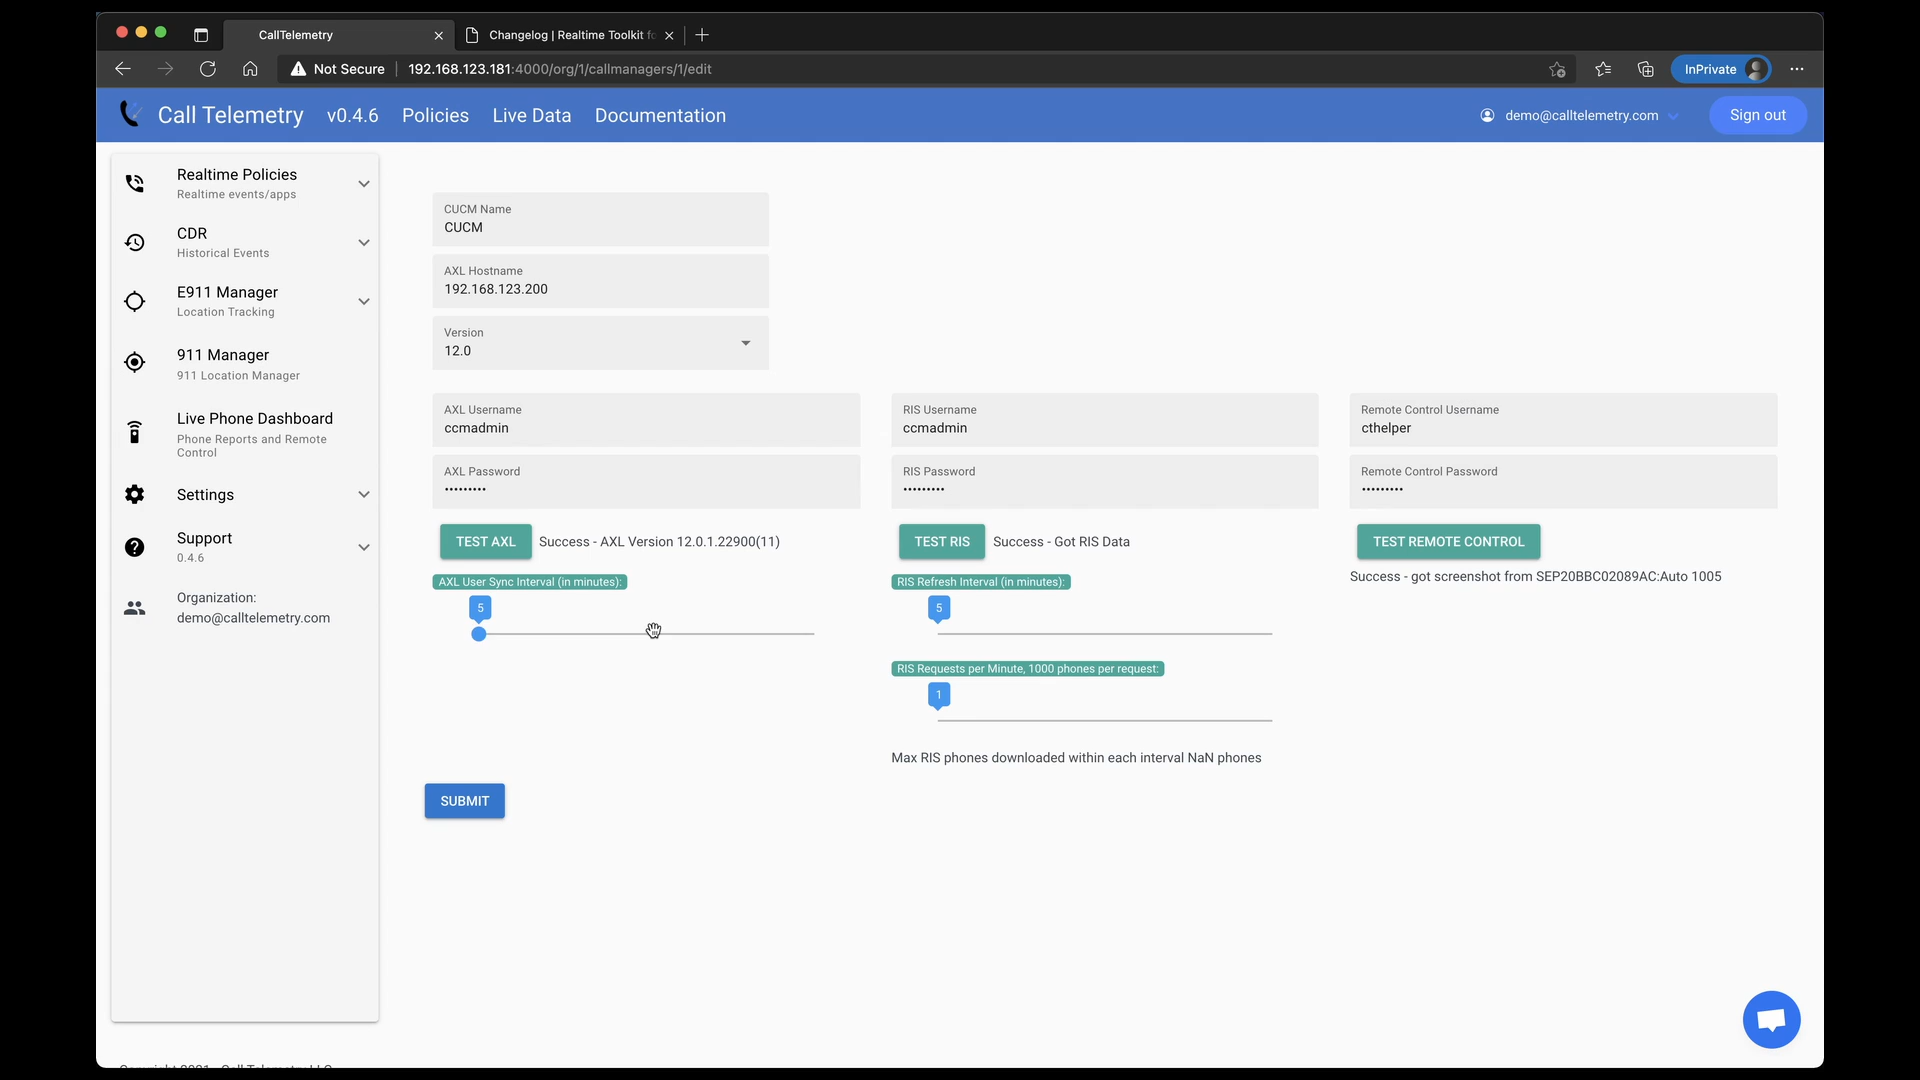 CallTelemetry
Changelog | Realtime Toolkit fo
Not Secure
192.168.123.181:4000/org/1/callmanagers/1/edit
InPrivate
Call Telemetry v0.4.6 Policies Live Data Documentation
demo@calltelemetry.com
Sign out
Realtime Policies
Realtime events/apps
CDR
Historical Events
E911 Manager
Location Tracking
911 Manager
911 Location Manager
Live Phone Dashboard
Phone Reports and Remote
Control
Settings
Support
0.4.6
Organization:
demo@calltelemetry.com
CUCM Name
CUCM
AXL Hostname
192.168.123.200
Version
12.0
AXL Username
ccmadmin
AXL Password
•••••••••
TEST AXL Success - AXL Version 12.0.1.22900(11)
AXL User Sync Interval (in minutes):
5
RIS Username
ccmadmin
RIS Password
•••••••••
TEST RIS Success - Got RIS Data
RIS Refresh Interval (in minutes):
5
RIS Requests per Minute, 1000 phones per request:
1
Max RIS phones downloaded within each interval NaN phones
Remote Control Username
cthelper
Remote Control Password
•••••••••
TEST REMOTE CONTROL
Success - got screenshot from SEP20BBC02089AC:Auto 1005
SUBMIT
Copyright 2021 - Call Telemetry LLC